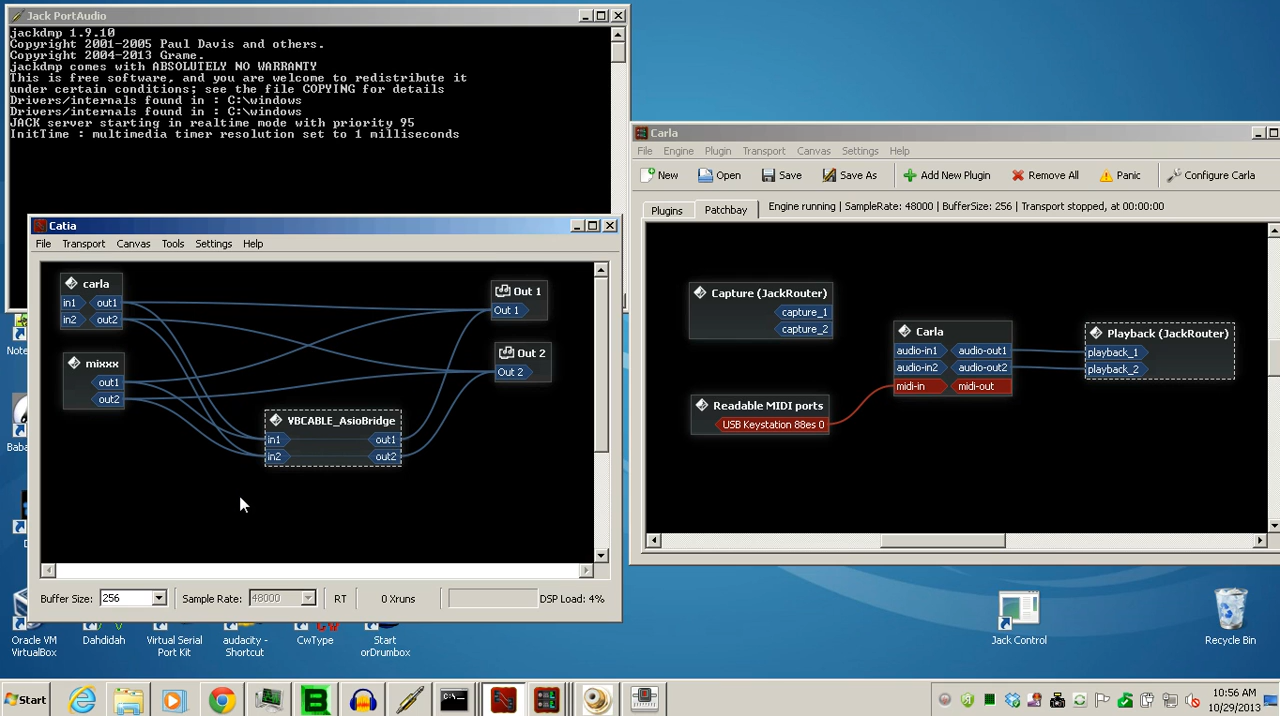 Jack PortAudio
jackdmp 1.9.10
Copyright 2001-2005 Paul Davis and others.
Copyright 2004-2013 Grame.
jackdmp comes with ABSOLUTELY NO WARRANTY
This is free software, and you are welcome to redistribute it
under certain conditions; see the file COPYING for details
Drivers/internals found in : C:\windows
Drivers/internals found in : C:\windows
JACK server starting in realtime mode with priority 95
InitTime : multimedia timer resolution set to 1 milliseconds
Catia
File Transport Canvas Tools Settings Help
carla
in1 out1
in2 out2
mixxx
out1
out2
VBCABLE_AsioBridge
in1 out1
in2 out2
Out 1
Out 1
Out 2
Out 2
Buffer Size: 256 Sample Rate: 48000 RT 0 Xruns DSP Load: 4%
Carla
File Engine Plugin Transport Canvas Settings Help
New Open Save Save As Add New Plugin Remove All Panic Configure Carla
Plugins Patchbay Engine running | SampleRate: 48000 | BufferSize: 256 | Transport stopped, at 00:00:00
Capture (JackRouter)
capture_1
capture_2
Readable MIDI ports
USB Keystation 88es 0
Carla
audio-in1 audio-out1
audio-in2 audio-out2
midi-in midi-out
Playback (JackRouter)
playback_1
playback_2
Note
Baba
D
Oracle VM
VirtualBox
Dahdidah
Virtual Serial
Port Kit
audacity -
Shortcut
CwType
Start
orDrumbox
Jack Control
Recycle Bin
Start
10:56 AM
10/29/2013